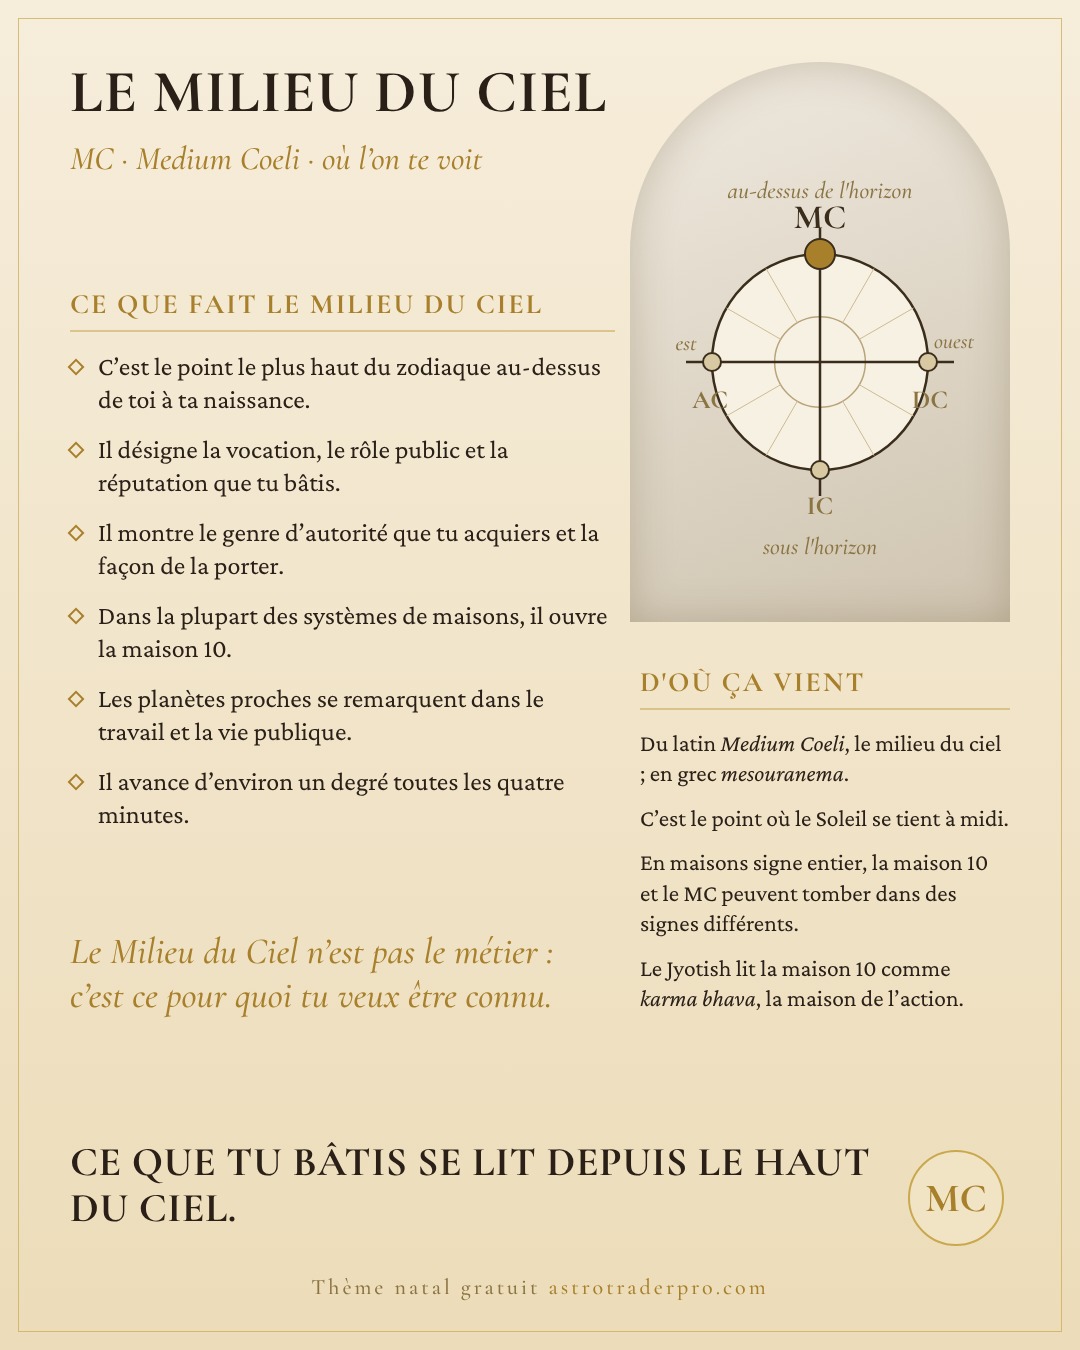 LE MILIEU DU CIEL
MC · Medium Coeli · où l’on te voit
au-dessus de l'horizon
MC
est
ouest
AC
DC
IC
sous l'horizon
CE QUE FAIT LE MILIEU DU CIEL
C’est le point le plus haut du zodiaque au-dessus
de toi à ta naissance.
Il désigne la vocation, le rôle public et la
réputation que tu bâtis.
Il montre le genre d’autorité que tu acquiers et la
façon de la porter.
Dans la plupart des systèmes de maisons, il ouvre
la maison 10.
Les planètes proches se remarquent dans le
travail et la vie publique.
Il avance d’environ un degré toutes les quatre
minutes.
Le Milieu du Ciel n’est pas le métier :
c’est ce pour quoi tu veux être connu.
D'OÙ ÇA VIENT
Du latin Medium Coeli, le milieu du ciel
; en grec mesouranema.
C’est le point où le Soleil se tient à midi.
En maisons signe entier, la maison 10
et le MC peuvent tomber dans des
signes différents.
Le Jyotish lit la maison 10 comme
karma bhava, la maison de l’action.
CE QUE TU BÂTIS SE LIT DEPUIS LE HAUT
DU CIEL.
MC
Thème natal gratuit astrotraderpro.com